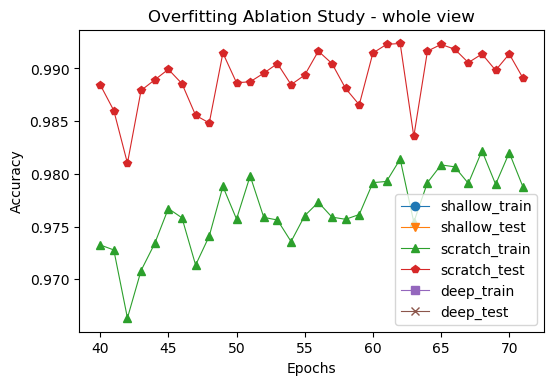 Overfitting Ablation Study - whole view
Accuracy
0.990
0.985
0.980
0.975
0.970
40
45
50
55
60
65
70
Epochs
shallow_train
shallow_test
scratch_train
scratch_test
deep_train
deep_test